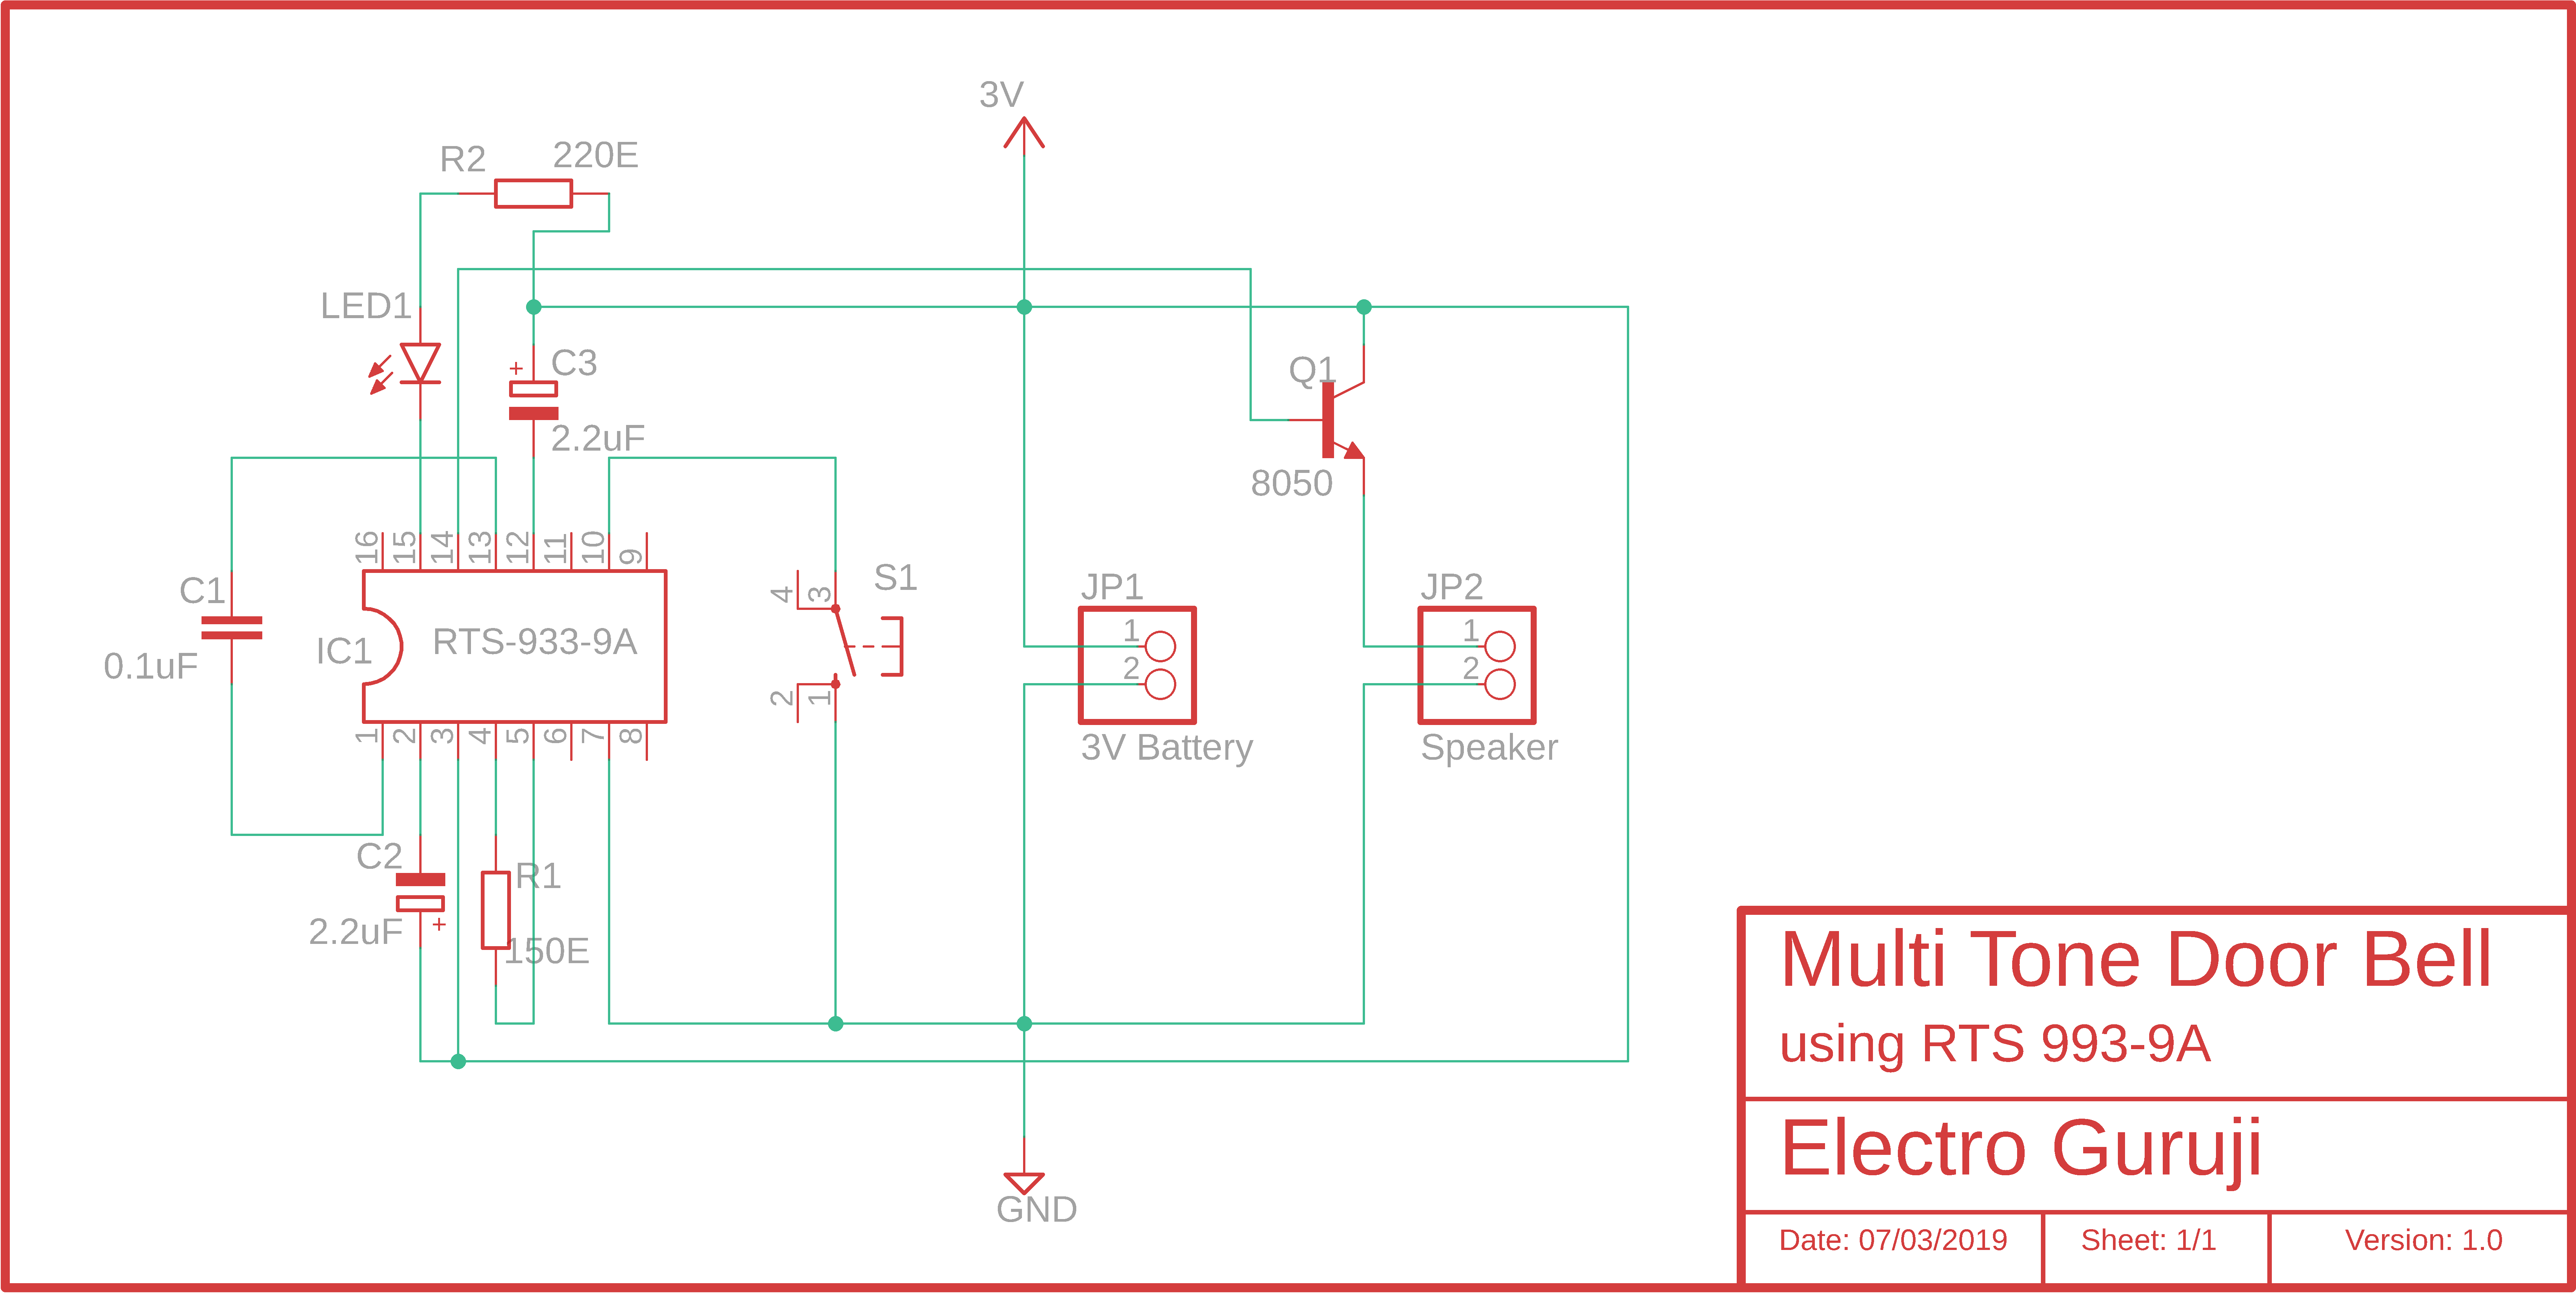 3V
R2
220E
LED1
C3
2.2uF
Q1
8050
16 15 14 13 12 11 10 9
C1
0.1uF
IC1
RTS-933-9A
1 2 3 4 5 6 7 8
4 3
S1
2 1
JP1
1
2
3V Battery
JP2
1
2
Speaker
C2
2.2uF
R1
150E
GND
Multi Tone Door Bell
using RTS 993-9A
Electro Guruji
Date: 07/03/2019 Sheet: 1/1 Version: 1.0